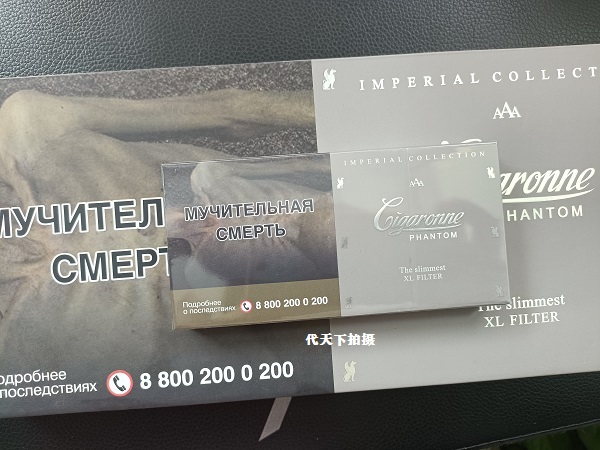 IMPERIAL COLLECT
AAA
aronne
PHANTOM
The slimmest
XL FILTER
МУЧИТЕЛ
СМЕРТ
одробнее
последствиях
8 800 200 0 200
IMPERIAL COLLECTION
AAA
Cigaronne
PHANTOM
The slimmest
XL FILTER
МУЧИТЕЛЬНАЯ
СМЕРТЬ
Подробнее
о последствиях
8 800 200 0 200
代天下拍摄